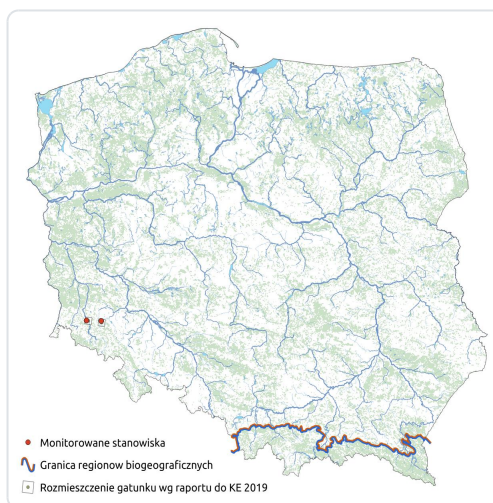 Monitorowane stanowiska
Granica regionow biogeograficznych
Rozmieszczenie gatunku wg raportu do KE 2019